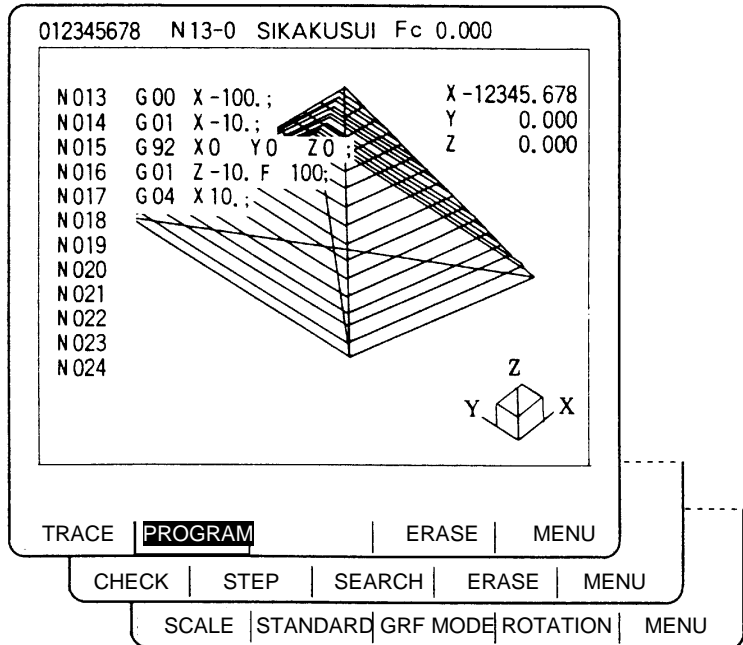 012345678 N13-0 SIKAKUSUI Fc 0.000
N013 G00 X-100.;
N014 G01 X-10.;
N015 G92 X0 Y0 Z0;
N016 G01 Z-10. F 100;
N017 G04 X10.;
N018
N019
N020
N021
N022
N023
N024
X-12345.678
Y 0.000
Z 0.000
Z
Y X
TRACE PROGRAM ERASE MENU
CHECK STEP SEARCH ERASE MENU
SCALE STANDARD GRF MODE ROTATION MENU